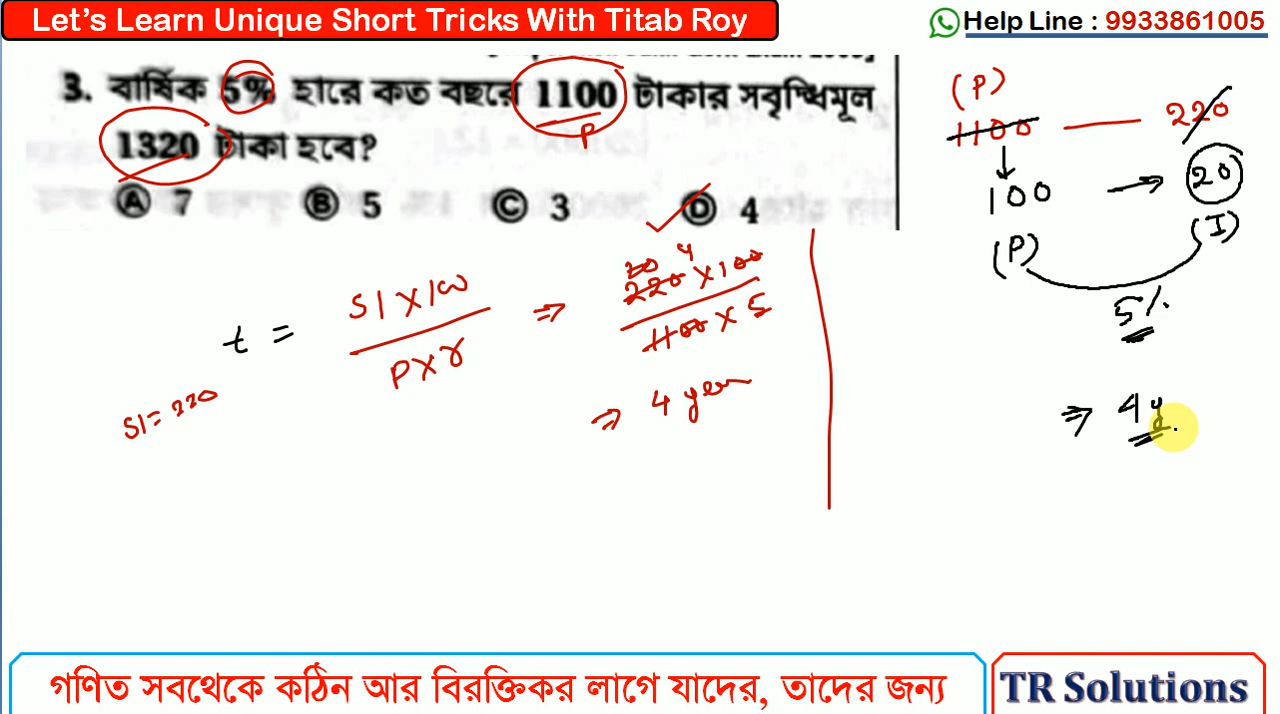 Let's Learn Unique Short Tricks With Titab Roy
Help Line : 9933861005
3. বার্ষিক 5% হারে কত বছরে 1100 টাকার সবৃদ্ধিমূল
P
1320 টাকা হবে?
A 7 B 5 C 3 D 4
(P)
1100 — 220
100 → 20
(P) (I)
5%
⇒ 4y
t = SI X 100 / P X r ⇒ 220 X 100 / 1100 X 5
20 4
SI = 220
⇒ 4 year
গণিত সবথেকে কঠিন আর বিরক্তিকর লাগে যাদের, তাদের জন্য
TR Solutions